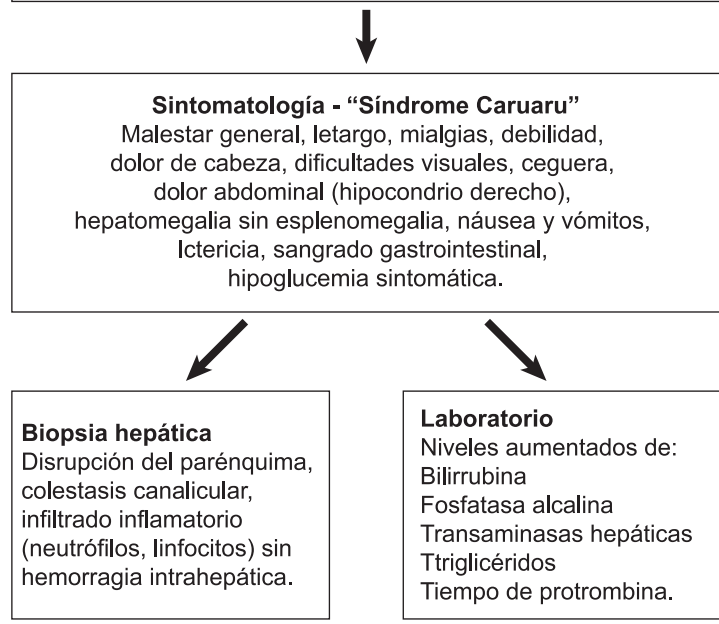 Sintomatología - “Síndrome Caruaru”
Malestar general, letargo, mialgias, debilidad,
dolor de cabeza, dificultades visuales, ceguera,
dolor abdominal (hipocondrio derecho),
hepatomegalia sin esplenomegalia, náusea y vómitos,
Ictericia, sangrado gastrointestinal,
hipoglucemia sintomática.
Biopsia hepática
Disrupción del parénquima,
colestasis canalicular,
infiltrado inflamatorio
(neutrófilos, linfocitos) sin
hemorragia intrahepática.
Laboratorio
Niveles aumentados de:
Bilirrubina
Fosfatasa alcalina
Transaminasas hepáticas
Ttriglicéridos
Tiempo de protrombina.